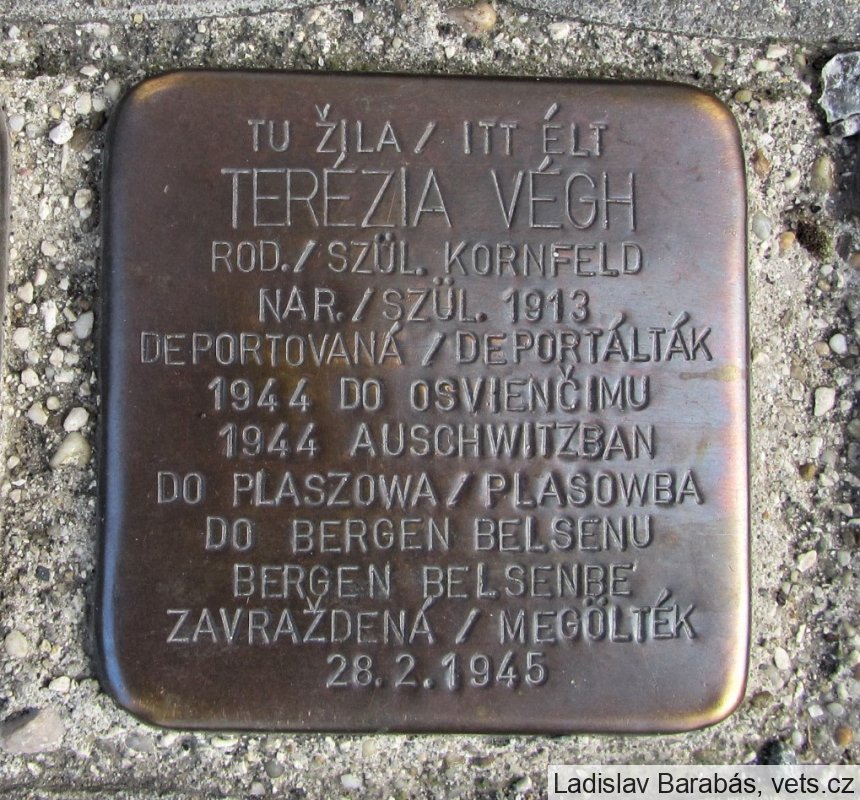 TU ŽILA / ITT ÉLT
TERÉZIA VÉGH
ROD. / SZÜL. KORNFELD
NAR. / SZÜL. 1913
DEPORTOVANÁ / DEPORTÁLTÁK
1944 DO OSVIENČIMU
1944 AUSCHWITZBAN
DO PLASZOWA / PLASOWBA
DO BERGEN BELSENU
BERGEN BELSENBE
ZAVRAŽDENÁ / MEGÖLTÉK
28.2.1945
Ladislav Barabás, vets.cz